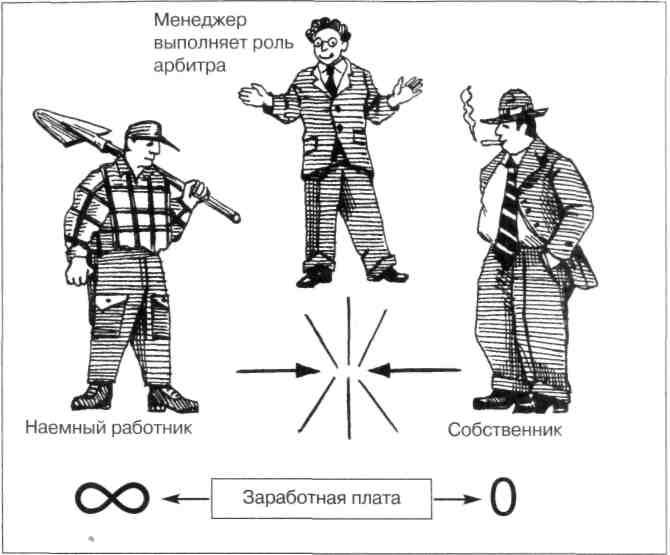 Менеджер
выполняет роль
арбитра
Наемный работник
Собственник
∞
Заработная плата
0